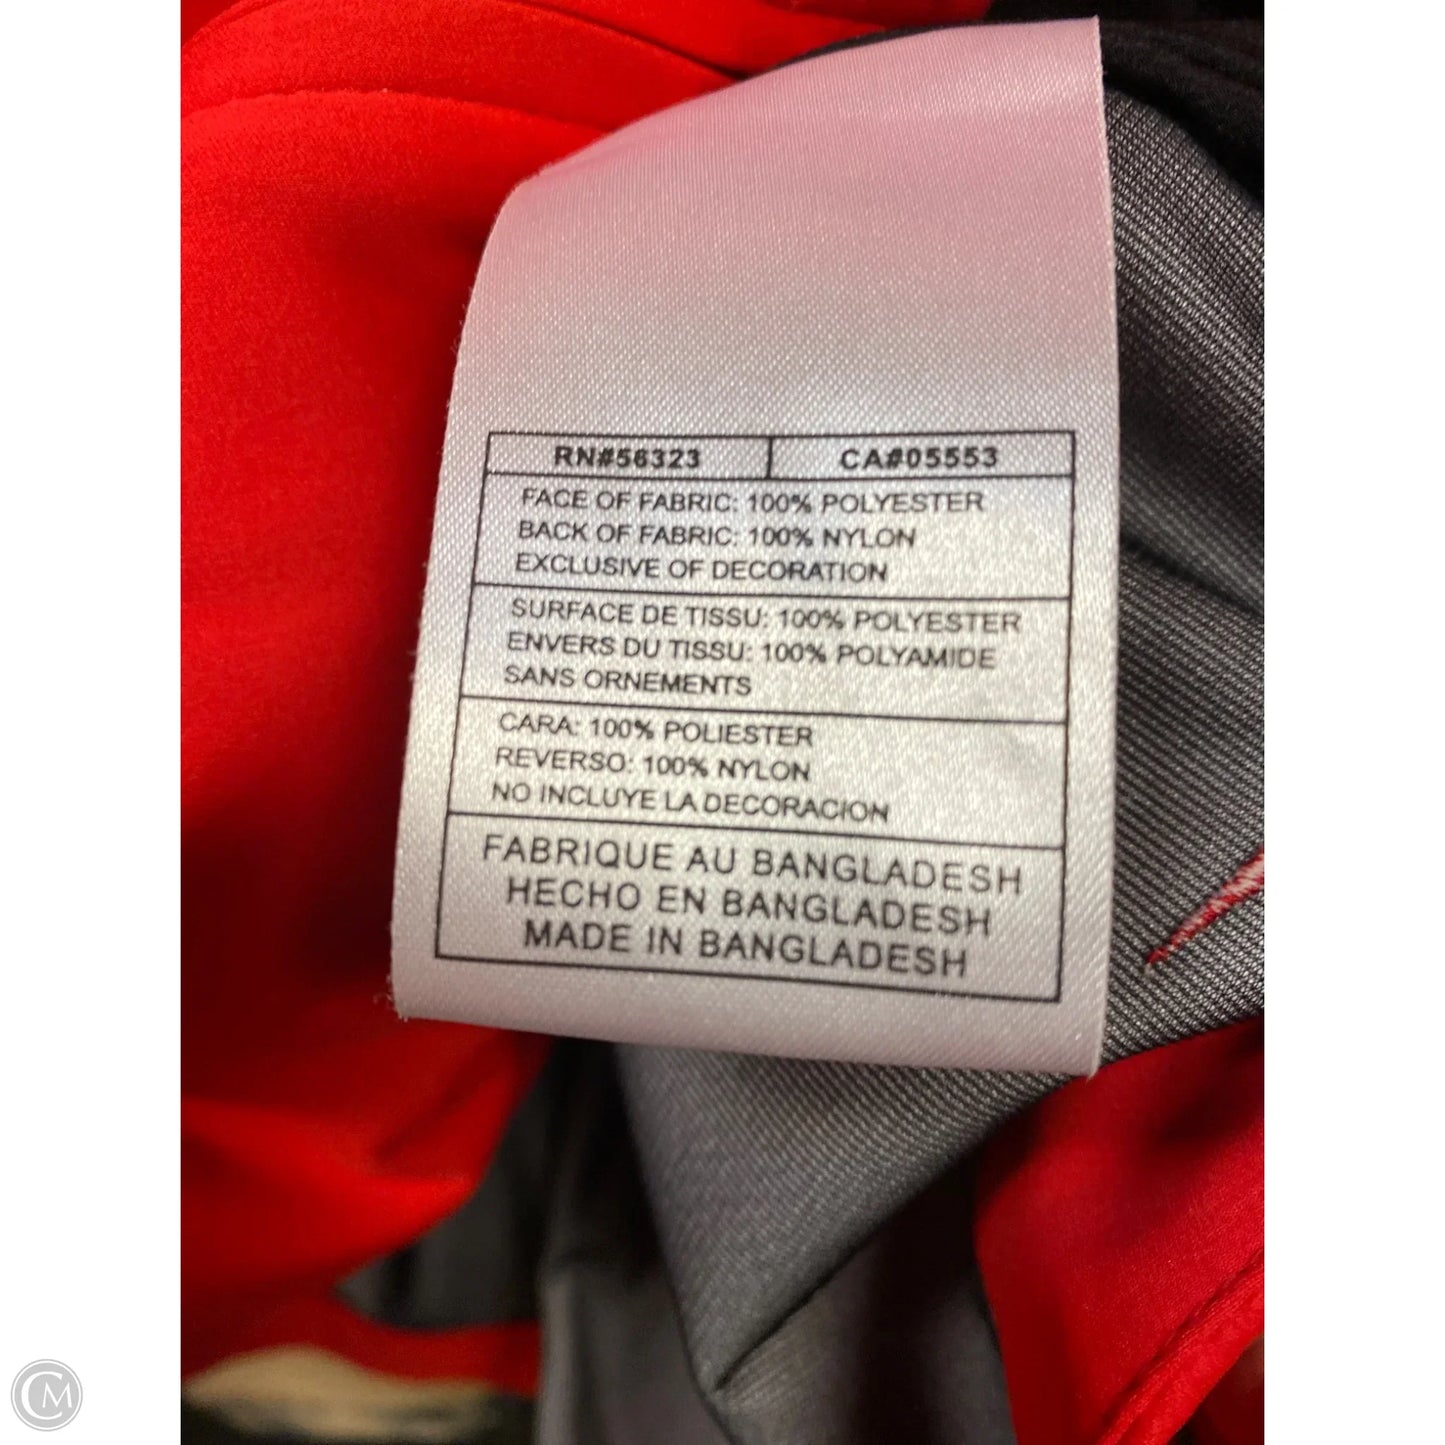 RN#56323 CA#05553
FACE OF FABRIC: 100% POLYESTER
BACK OF FABRIC: 100% NYLON
EXCLUSIVE OF DECORATION
SURFACE DE TISSU: 100% POLYESTER
ENVERS DU TISSU: 100% POLYAMIDE
SANS ORNEMENTS
CARA: 100% POLIESTER
REVERSO: 100% NYLON
NO INCLUYE LA DECORACION
FABRIQUE AU BANGLADESH
HECHO EN BANGLADESH
MADE IN BANGLADESH
CM